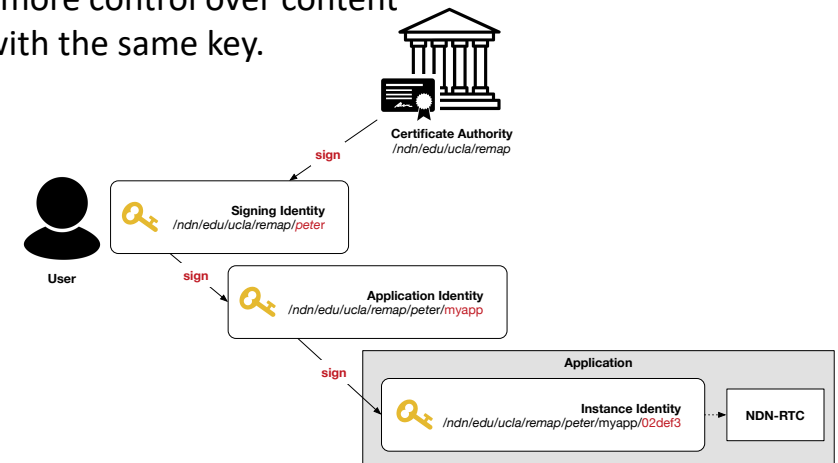 more control over content
with the same key.
Certificate Authority
/ndn/edu/ucla/remap
sign
Signing Identity
/ndn/edu/ucla/remap/peter
User
sign
Application Identity
/ndn/edu/ucla/remap/peter/myapp
sign
Application
Instance Identity
/ndn/edu/ucla/remap/peter/myapp/02def3
NDN-RTC